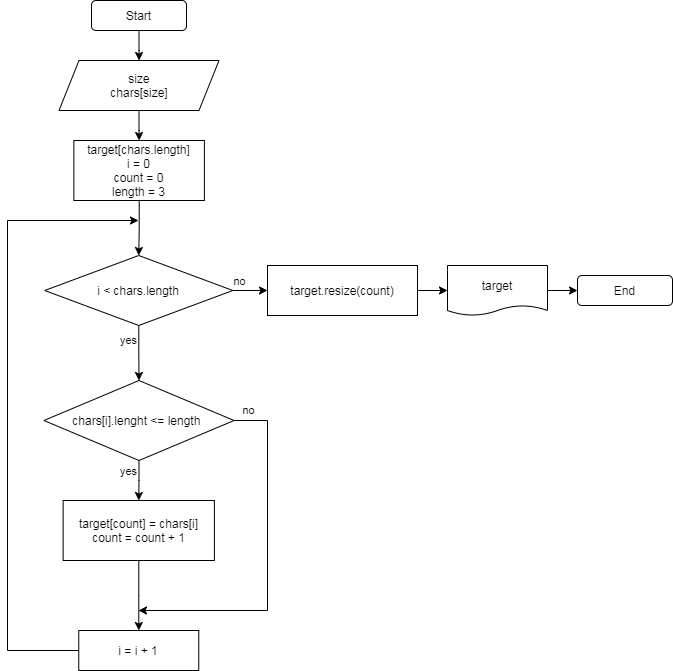 Start
size
chars[size]
target[chars.length]
i = 0
count = 0
length = 3
i < chars.length
no
target.resize(count)
target
End
yes
chars[i].lenght <= length
no
yes
target[count] = chars[i]
count = count + 1
i = i + 1